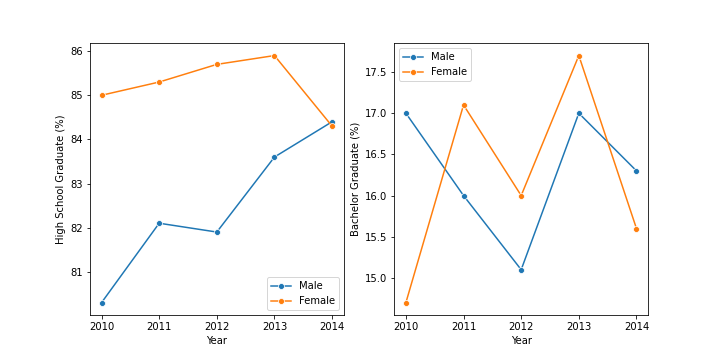 High School Graduate (%)
86
85
84
83
82
81
2010 2011 2012 2013 2014
Year
Male
Female
Bachelor Graduate (%)
17.5
17.0
16.5
16.0
15.5
15.0
2010 2011 2012 2013 2014
Year
Male
Female